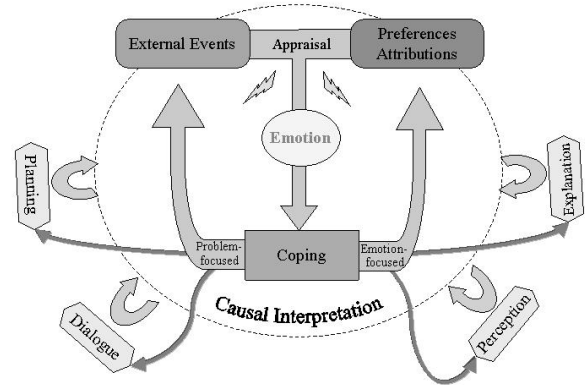 External Events
Appraisal
Preferences
Attributions
Emotion
Planning
Explanation
Problem-
focused
Coping
Emotion-
focused
Causal Interpretation
Dialogue
Perception